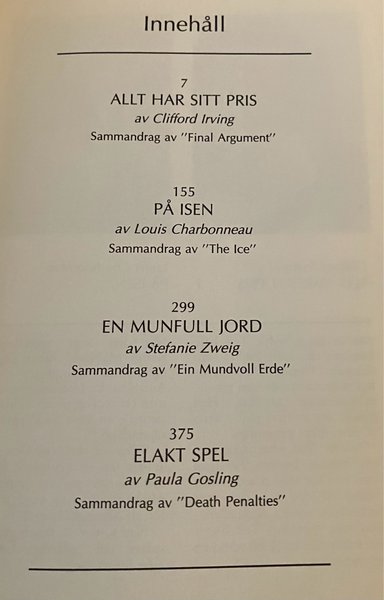 Innehåll
7
ALLT HAR SITT PRIS
av Clifford Irving
Sammandrag av "Final Argument"
155
PÅ ISEN
av Louis Charbonneau
Sammandrag av "The Ice"
299
EN MUNFULL JORD
av Stefanie Zweig
Sammandrag av "Ein Mundvoll Erde"
375
ELAKT SPEL
av Paula Gosling
Sammandrag av "Death Penalties"